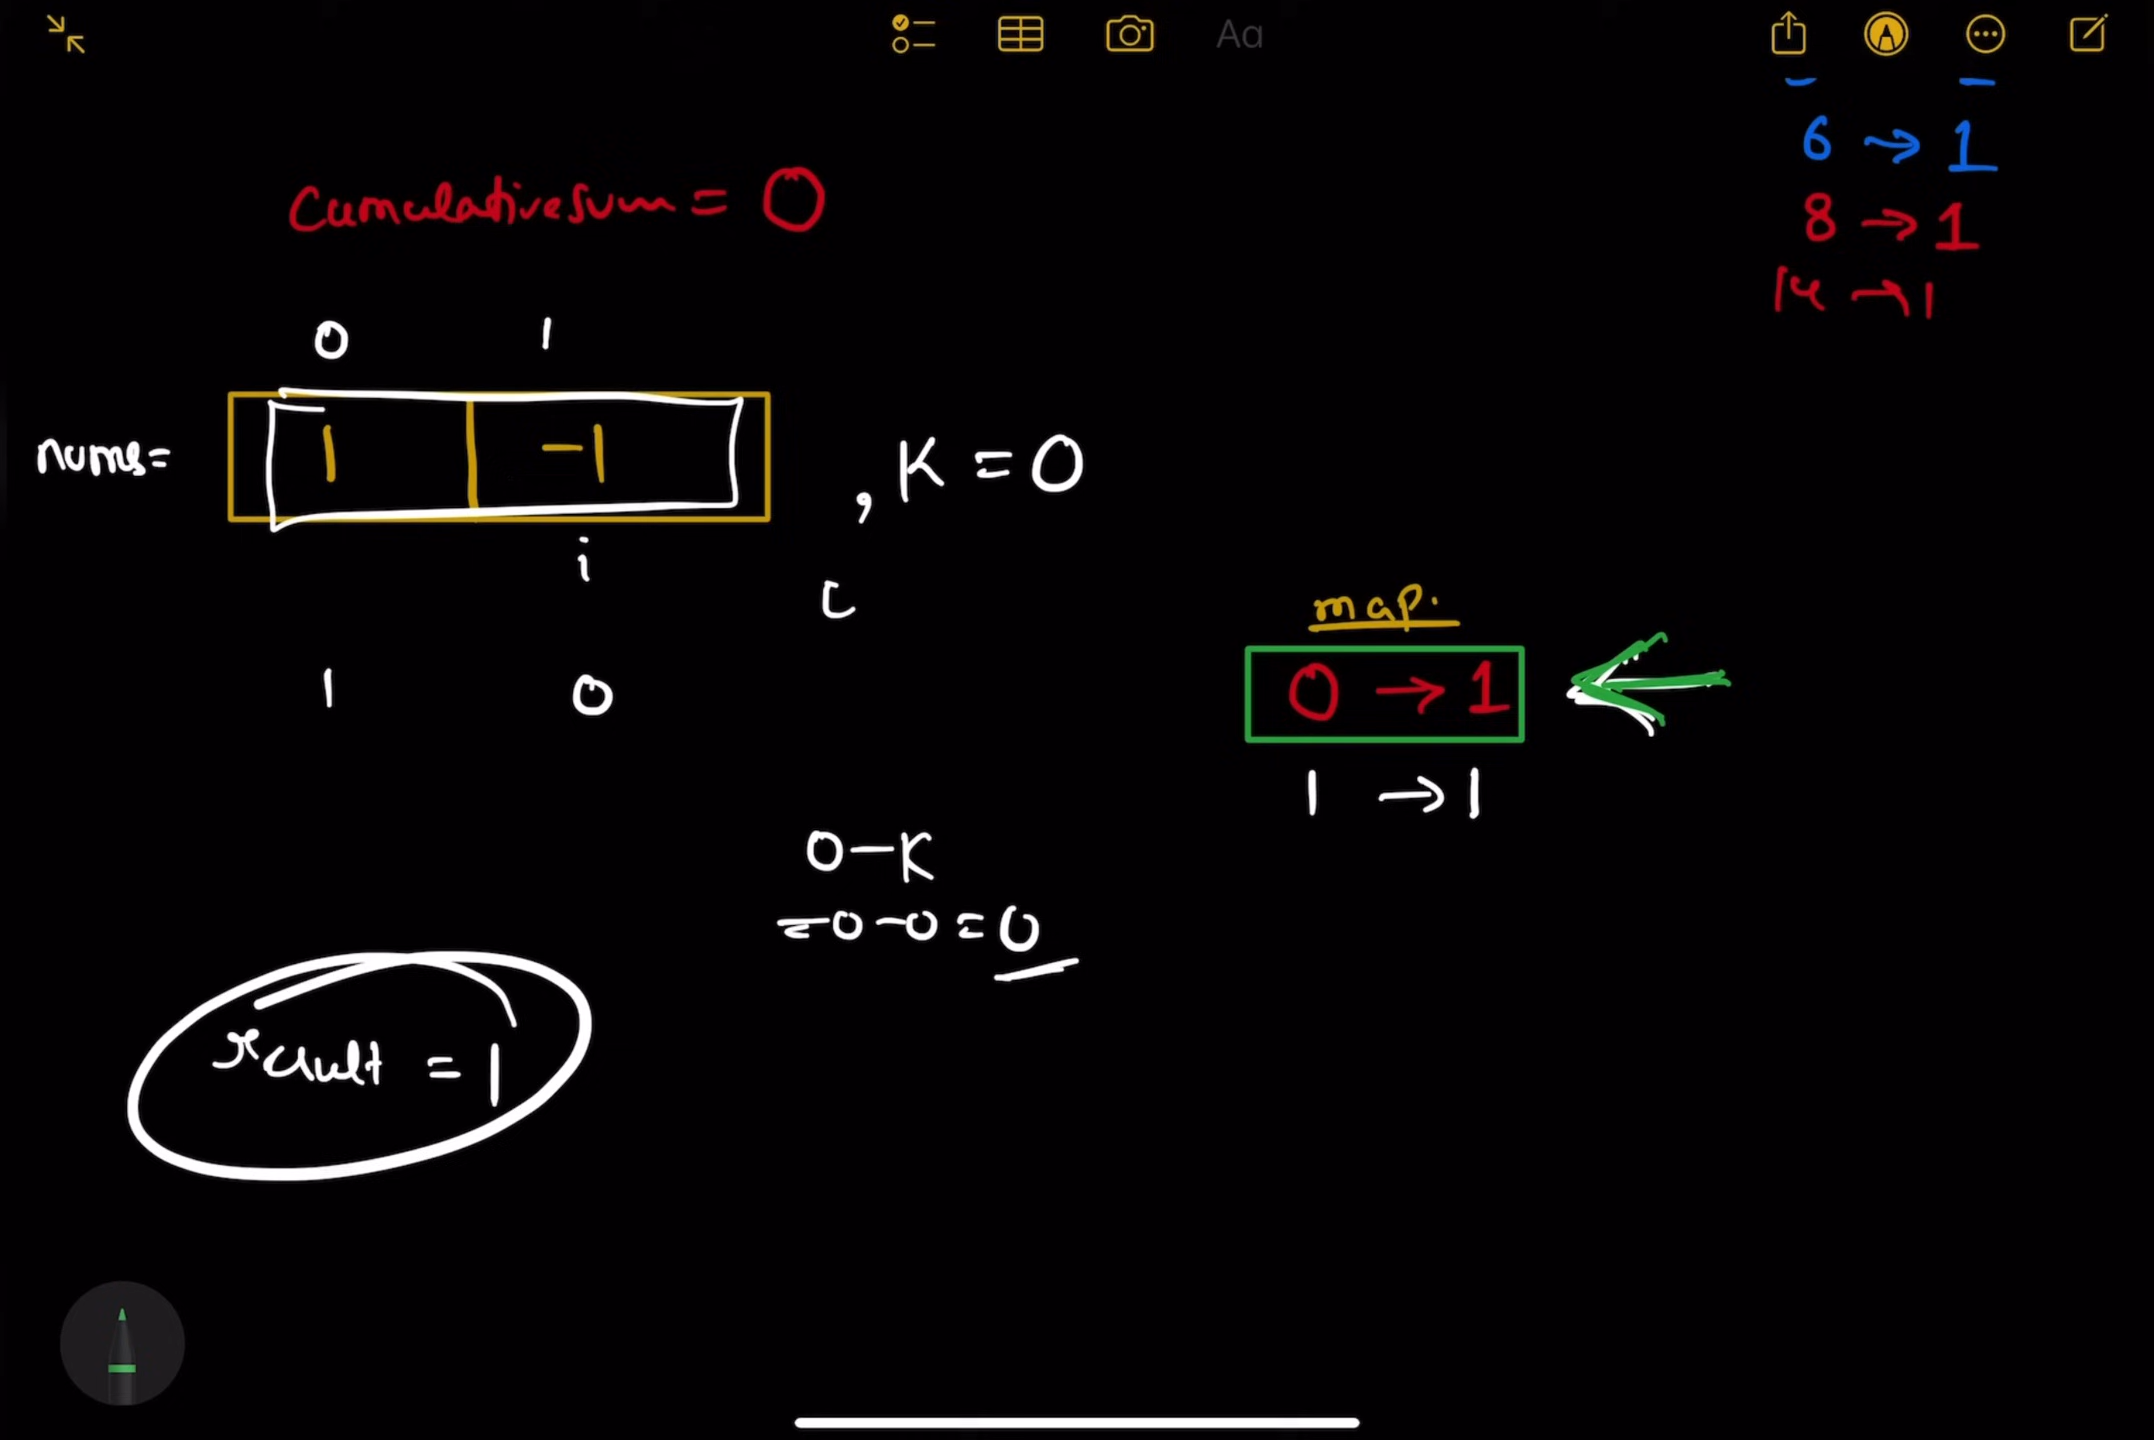 Aa
6 → 1
8 → 1
14 → 1
Cumulativesum = 0
0 1
nums= 1 -1 , K = 0
i
C
map.
0 → 1
1 0
1 → 1
0-K
=0-0=0
result = 1